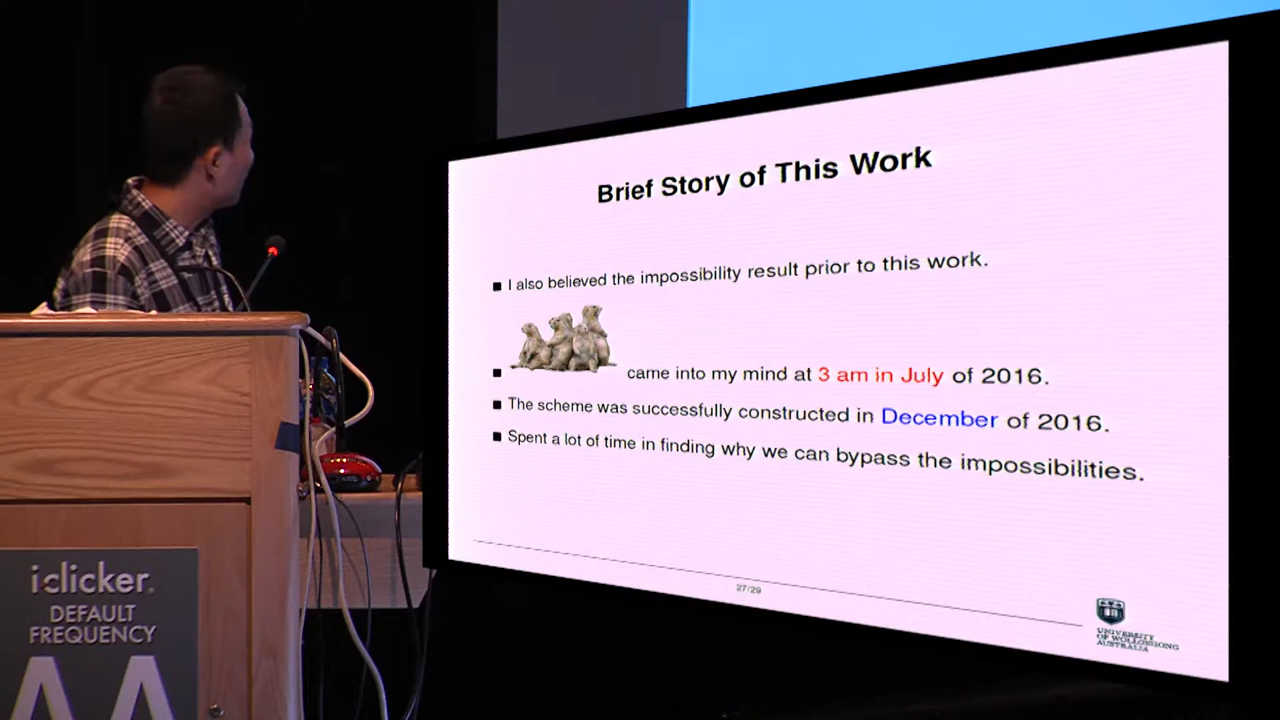 Brief Story of This Work
I also believed the impossibility result prior to this work.
came into my mind at 3 am in July of 2016.
The scheme was successfully constructed in December of 2016.
Spent a lot of time in finding why we can bypass the impossibilities.
27/29
UNIVERSITY
OF WOLLONGONG
AUSTRALIA
iclicker.
DEFAULT
FREQUENCY
AA